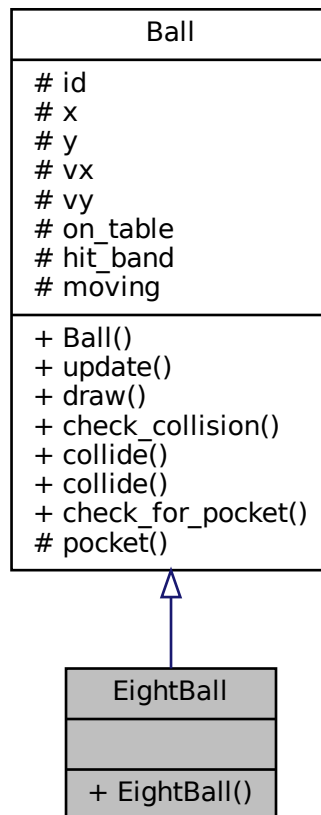 Ball
# id
# x
# y
# vx
# vy
# on_table
# hit_band
# moving
+ Ball()
+ update()
+ draw()
+ check_collision()
+ collide()
+ collide()
+ check_for_pocket()
# pocket()
EightBall
+ EightBall()